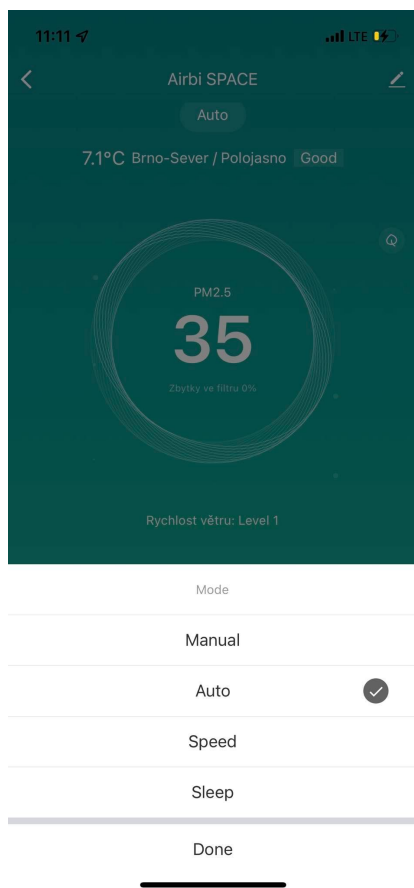 11:11 LTE
Airbi SPACE
Auto
7.1°C Brno-Sever / Polojasno Good
PM2.5
35
Zbytky ve filtru 0%
Rychlost větru: Level 1
Mode
Manual
Auto
Speed
Sleep
Done